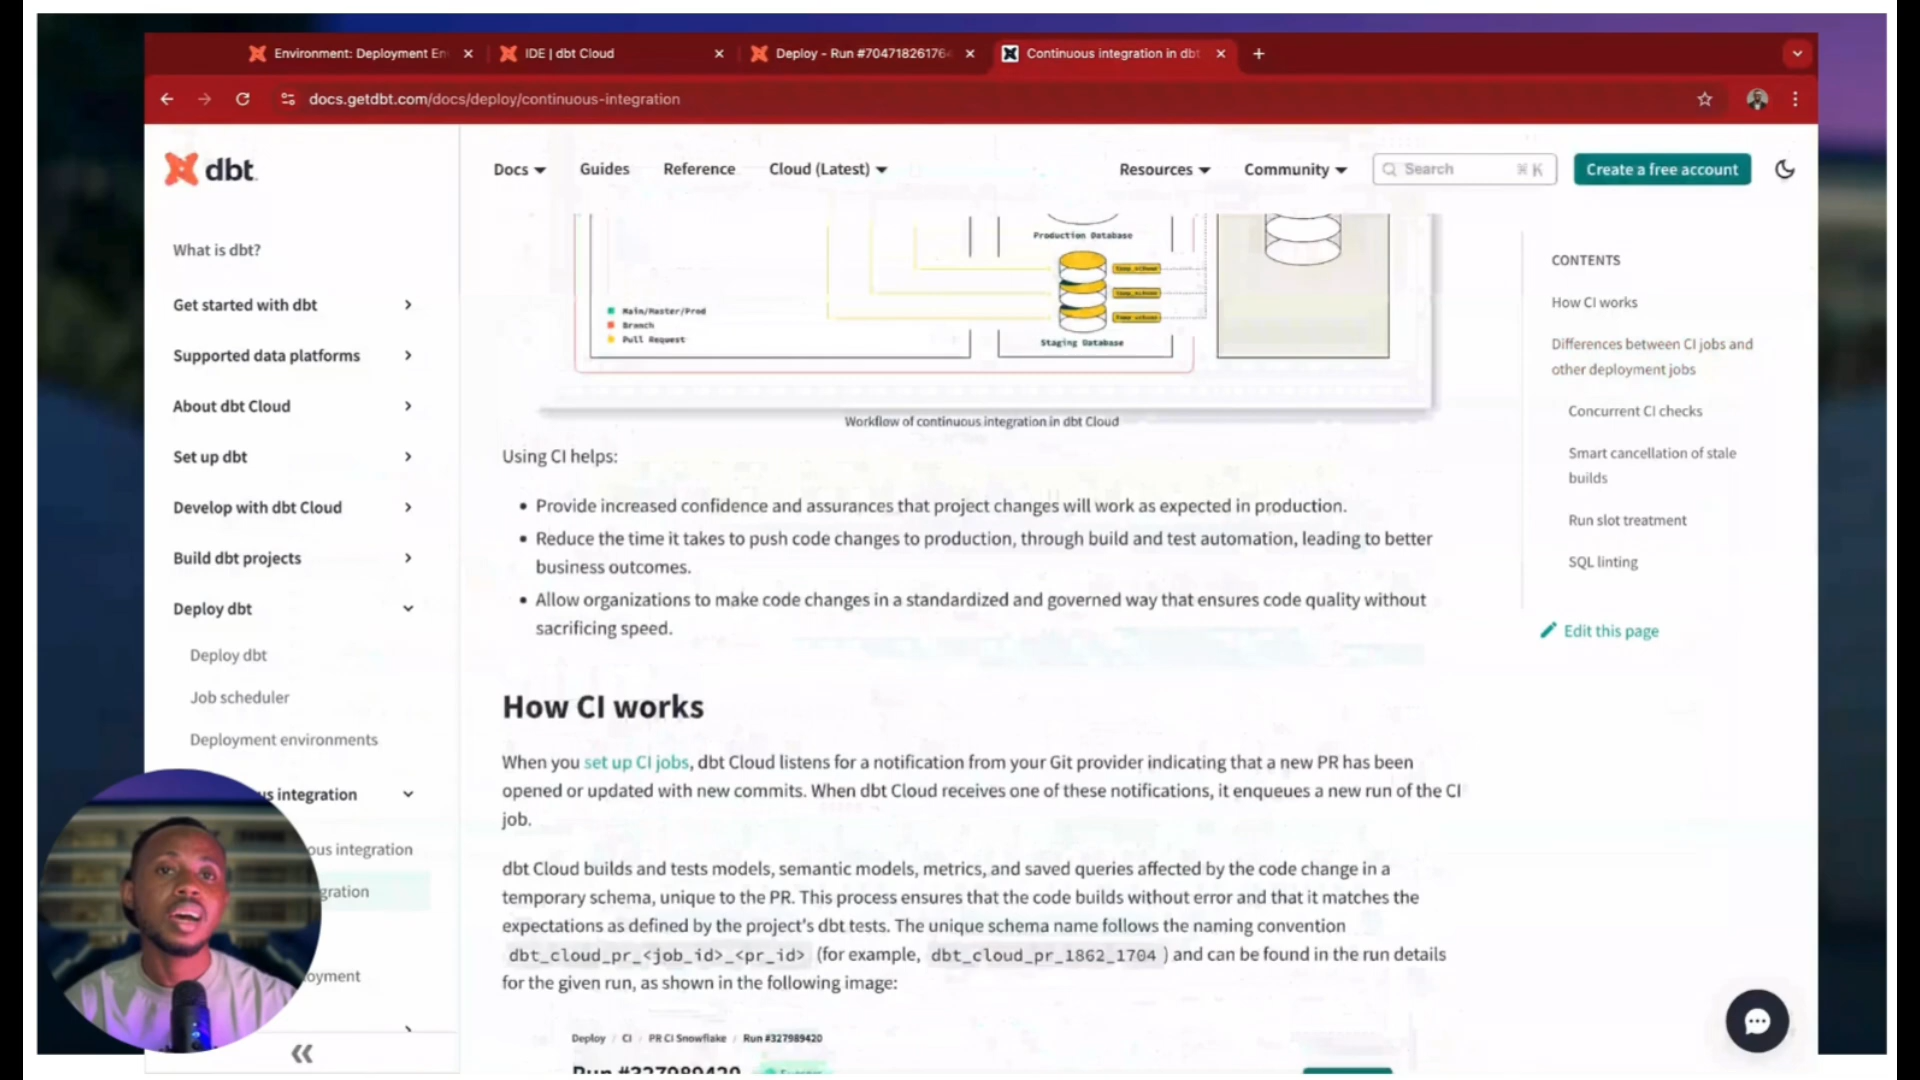 Environment: Deployment En
IDE | dbt Cloud
Deploy - Run #70471826176
Continuous integration in dbt
docs.getdbt.com/docs/deploy/continuous-integration
dbt
Docs
Guides
Reference
Cloud (Latest)
Resources
Community
Search
⌘ K
Create a free account
What is dbt?
Get started with dbt
Supported data platforms
About dbt Cloud
Set up dbt
Develop with dbt Cloud
Build dbt projects
Deploy dbt
Deploy dbt
Job scheduler
Deployment environments
us integration
ous integration
gration
loyment
Production Database
Main/Master/Prod
Branch
Pull Request
Staging Database
Workflow of continuous integration in dbt Cloud
Using CI helps:
• Provide increased confidence and assurances that project changes will work as expected in production.
• Reduce the time it takes to push code changes to production, through build and test automation, leading to better
business outcomes.
• Allow organizations to make code changes in a standardized and governed way that ensures code quality without
sacrificing speed.
How CI works
When you set up CI jobs, dbt Cloud listens for a notification from your Git provider indicating that a new PR has been
opened or updated with new commits. When dbt Cloud receives one of these notifications, it enqueues a new run of the CI
job.
dbt Cloud builds and tests models, semantic models, metrics, and saved queries affected by the code change in a
temporary schema, unique to the PR. This process ensures that the code builds without error and that it matches the
expectations as defined by the project's dbt tests. The unique schema name follows the naming convention
dbt_cloud_pr_<job_id>_<pr_id> (for example, dbt_cloud_pr_1862_1704 ) and can be found in the run details
for the given run, as shown in the following image:
Deploy / CI / PR CI Snowflake / Run #327989420
Run #327989420
CONTENTS
How CI works
Differences between CI jobs and
other deployment jobs
Concurrent CI checks
Smart cancellation of stale
builds
Run slot treatment
SQL linting
Edit this page